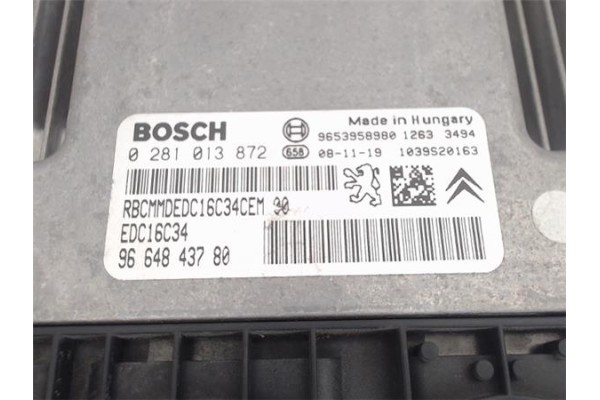 BOSCH
Made in Hungary
9653958980 1263 3494
0 281 013 872
658
08-11-19 1039S20163
RBCMMDEDC16C34CEM 90
EDC16C34
96 648 437 80